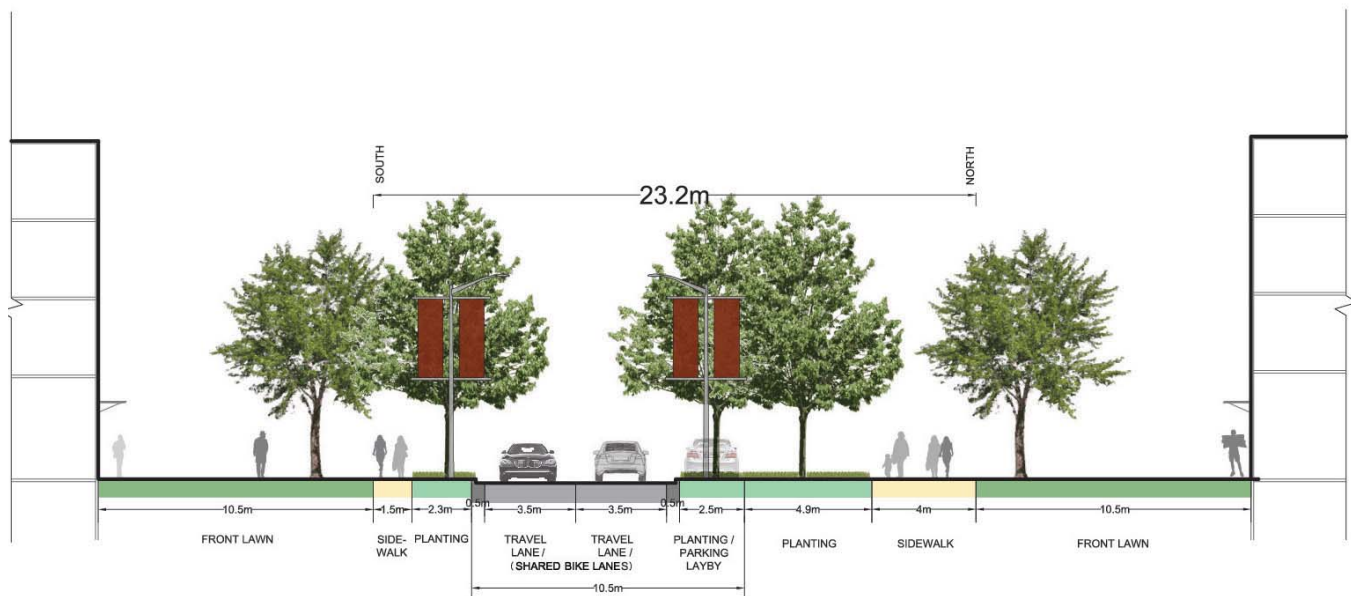 SOUTH
NORTH
23.2m
10.5m
1.5m
2.3m
0.5m
3.5m
3.5m
0.5m
2.5m
4.9m
4m
10.5m
FRONT LAWN
SIDE-
WALK
PLANTING
TRAVEL
LANE /
TRAVEL
LANE /
(SHARED BIKE LANES)
PLANTING /
PARKING
LAYBY
PLANTING
SIDEWALK
FRONT LAWN
10.5m